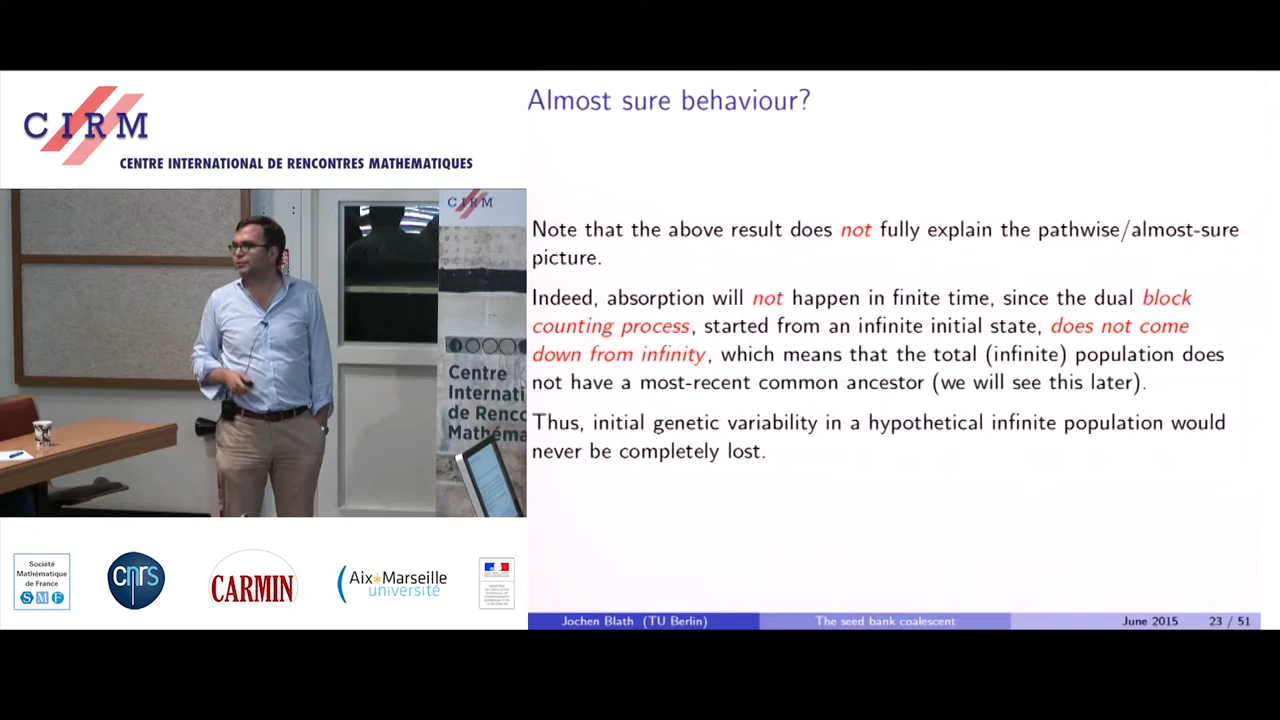 CIRM
CENTRE INTERNATIONAL DE RENCONTRES MATHEMATIQUES
CIRM
Centre
Internati
de Renco
Mathéma
Société
Mathématique
de France
SMF
cnrs
CARMIN
Aix*Marseille
université
Almost sure behaviour?
Note that the above result does not fully explain the pathwise/almost-sure
picture.
Indeed, absorption will not happen in finite time, since the dual block
counting process, started from an infinite initial state, does not come
down from infinity, which means that the total (infinite) population does
not have a most-recent common ancestor (we will see this later).
Thus, initial genetic variability in a hypothetical infinite population would
never be completely lost.
Jochen Blath (TU Berlin)
The seed bank coalescent
June 2015
23 / 51